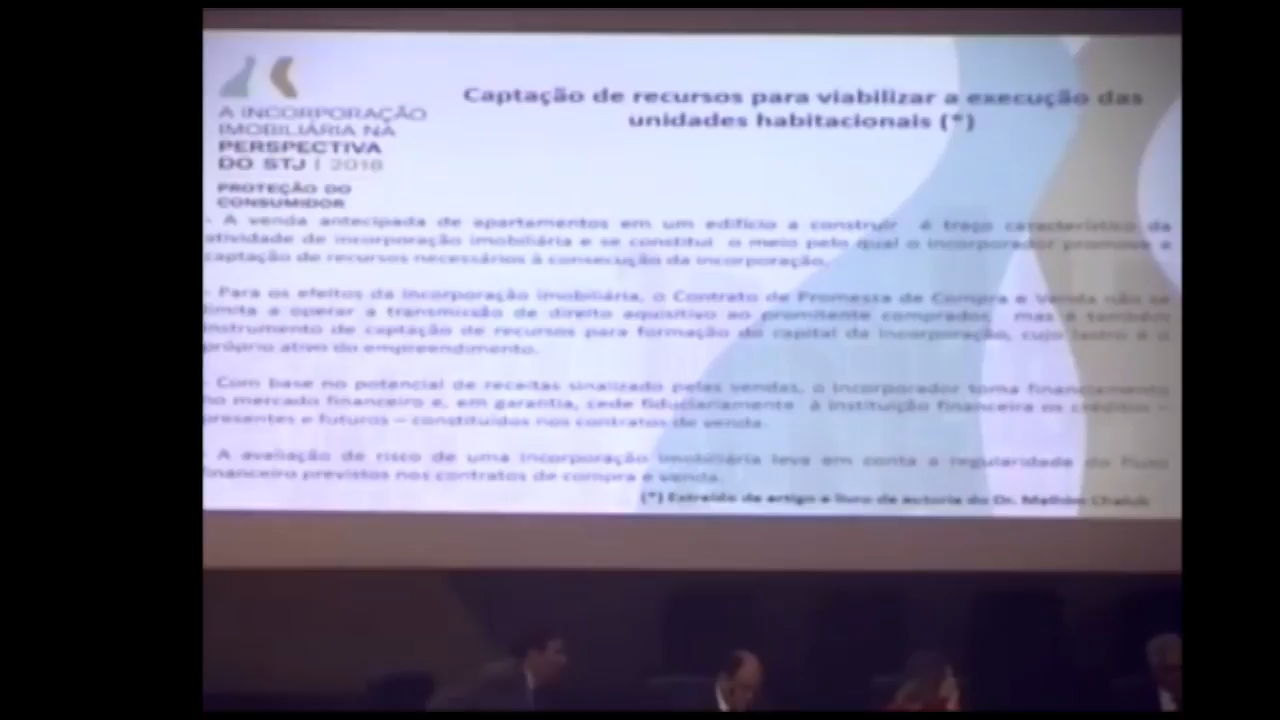 A INCORPORAÇÃO
IMOBILIÁRIA NA
PERSPECTIVA
DO STJ | 2018
PROTEÇÃO DO
CONSUMIDOR
Captação de recursos para viabilizar a execução das
unidades habitacionais (*)
- A venda antecipada de apartamentos em um edifício a construir é traço característico da
atividade de incorporação imobiliária e se constitui o meio pelo qual o incorporador promove a
captação de recursos necessários à consecução da incorporação.
- Para os efeitos da incorporação imobiliária, o Contrato de Promessa de Compra e Venda não se
limita a operar a transmissão de direito aquisitivo ao promitente comprador, mas é também
instrumento de captação de recursos para formação do capital da incorporação, cujo lastro é o
próprio ativo do empreendimento.
- Com base no potencial de receitas sinalizado pelas vendas, o incorporador toma financiamento
no mercado financeiro e, em garantia, cede fiduciariamente à instituição financeira os créditos –
presentes e futuros – constituídos nos contratos de venda.
A avaliação de risco de uma incorporação imobiliária leva em conta a regularidade do fluxo
financeiro previstos nos contratos de compra e venda.
(*) Extraído de artigo e livro de autoria do Dr. Melhim Chalub